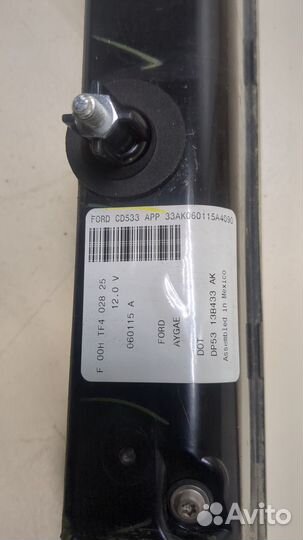 FORD CD533 APP 33AK060115A4090
F 00H TF4 028 25
12.0 V
060115 A
FORD
AYGAE
DOT
DP53 13B433 AK
Assembled in Mexico
Avito